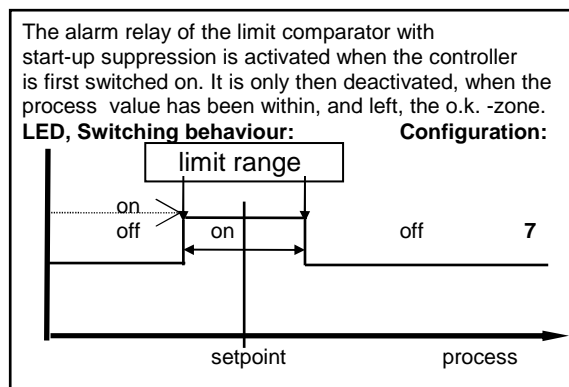 The alarm relay of the limit comparator with
start-up suppression is activated when the controller
is first switched on. It is only then deactivated, when the
process value has been within, and left, the o.k. -zone.
LED, Switching behaviour: Configuration:
limit range
on
off on off 7
setpoint process